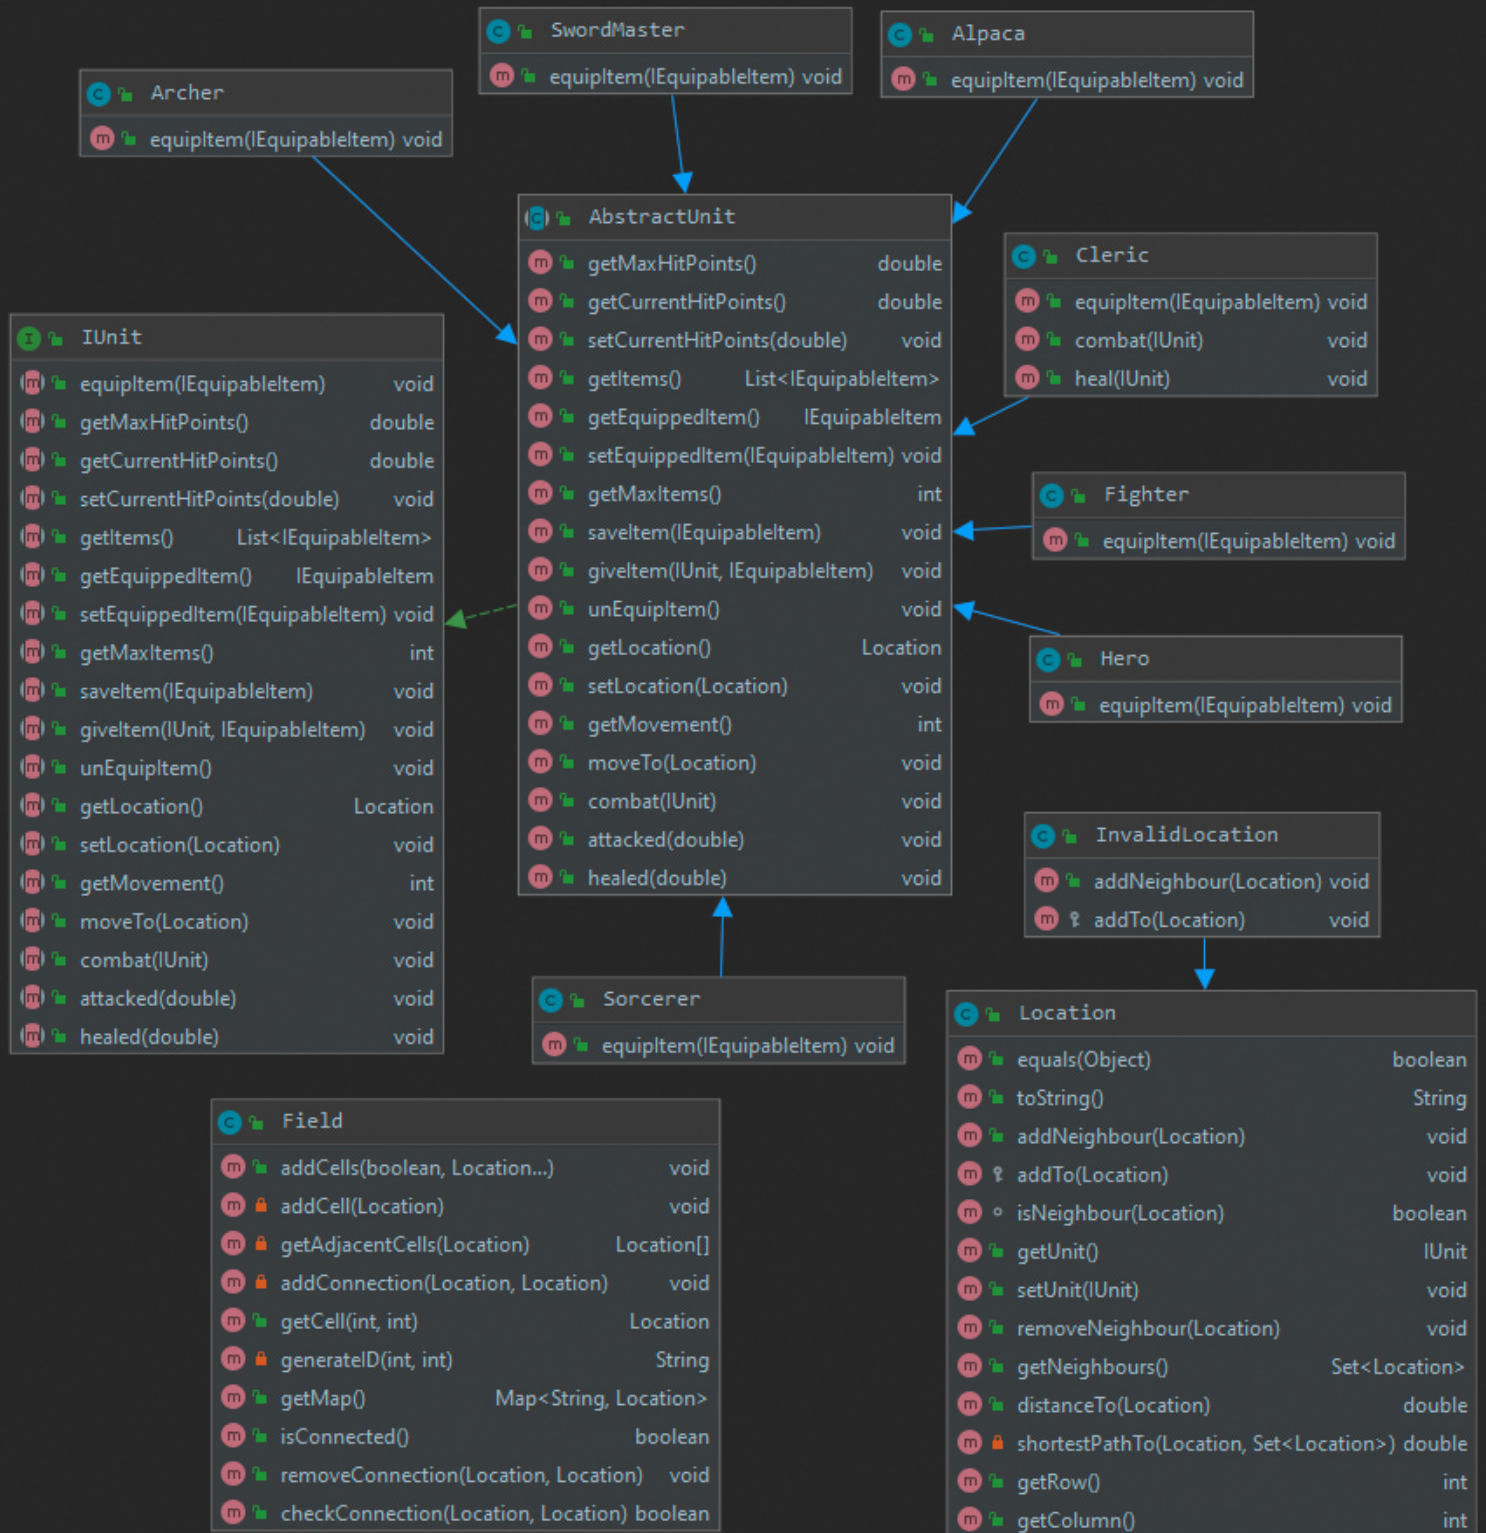 SwordMaster
equipItem(IEquipableItem) void
Alpaca
equipItem(IEquipableItem) void
Archer
equipItem(IEquipableItem) void
AbstractUnit
getMaxHitPoints() double
getCurrentHitPoints() double
setCurrentHitPoints(double) void
getItems() List<IEquipableItem>
getEquippedItem() IEquipableItem
setEquippedItem(IEquipableItem) void
getMaxItems() int
saveItem(IEquipableItem) void
giveItem(IUnit, IEquipableItem) void
unEquipItem() void
getLocation() Location
setLocation(Location) void
getMovement() int
moveTo(Location) void
combat(IUnit) void
attacked(double) void
healed(double) void
Cleric
equipItem(IEquipableItem) void
combat(IUnit) void
heal(IUnit) void
IUnit
equipItem(IEquipableItem) void
getMaxHitPoints() double
getCurrentHitPoints() double
setCurrentHitPoints(double) void
getItems() List<IEquipableItem>
getEquippedItem() IEquipableItem
setEquippedItem(IEquipableItem) void
getMaxItems() int
saveItem(IEquipableItem) void
giveItem(IUnit, IEquipableItem) void
unEquipItem() void
getLocation() Location
setLocation(Location) void
getMovement() int
moveTo(Location) void
combat(IUnit) void
attacked(double) void
healed(double) void
Fighter
equipItem(IEquipableItem) void
Hero
equipItem(IEquipableItem) void
InvalidLocation
addNeighbour(Location) void
addTo(Location) void
Sorcerer
equipItem(IEquipableItem) void
Location
equals(Object) boolean
toString() String
addNeighbour(Location) void
addTo(Location) void
isNeighbour(Location) boolean
getUnit() IUnit
setUnit(IUnit) void
removeNeighbour(Location) void
getNeighbours() Set<Location>
distanceTo(Location) double
shortestPathTo(Location, Set<Location>) double
getRow() int
getColumn() int
Field
addCells(boolean, Location...) void
addCell(Location) void
getAdjacentCells(Location) Location[]
addConnection(Location, Location) void
getCell(int, int) Location
generateID(int, int) String
getMap() Map<String, Location>
isConnected() boolean
removeConnection(Location, Location) void
checkConnection(Location, Location) boolean